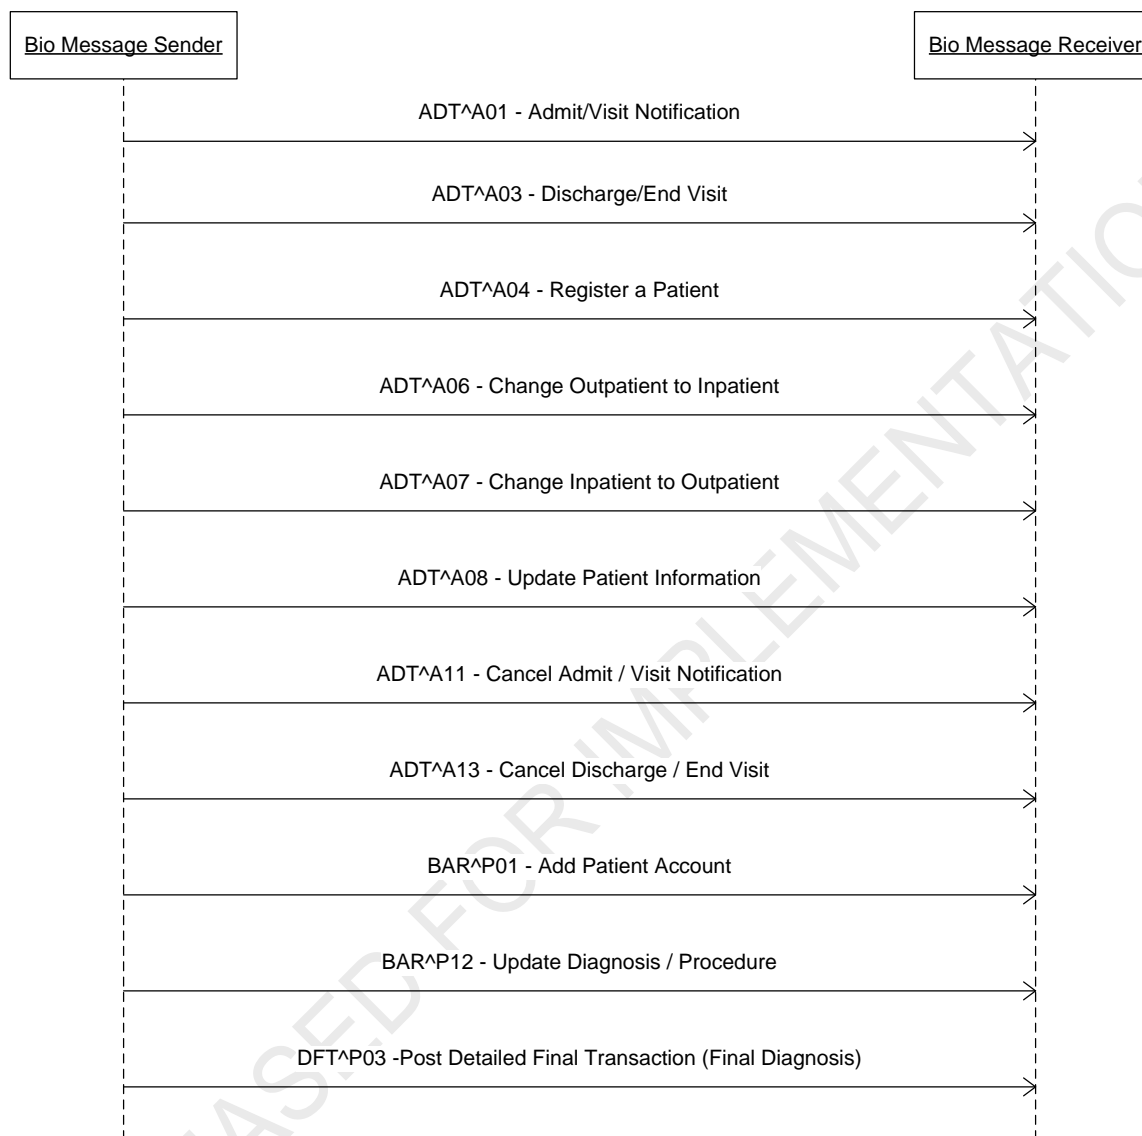 Bio Message Sender
Bio Message Receiver
ADT^A01 - Admit/Visit Notification
ADT^A03 - Discharge/End Visit
ADT^A04 - Register a Patient
ADT^A06 - Change Outpatient to Inpatient
ADT^A07 - Change Inpatient to Outpatient
ADT^A08 - Update Patient Information
ADT^A11 - Cancel Admit / Visit Notification
ADT^A13 - Cancel Discharge / End Visit
BAR^P01 - Add Patient Account
BAR^P12 - Update Diagnosis / Procedure
DFT^P03 -Post Detailed Final Transaction (Final Diagnosis)
FOR IMPLEMENTATIO